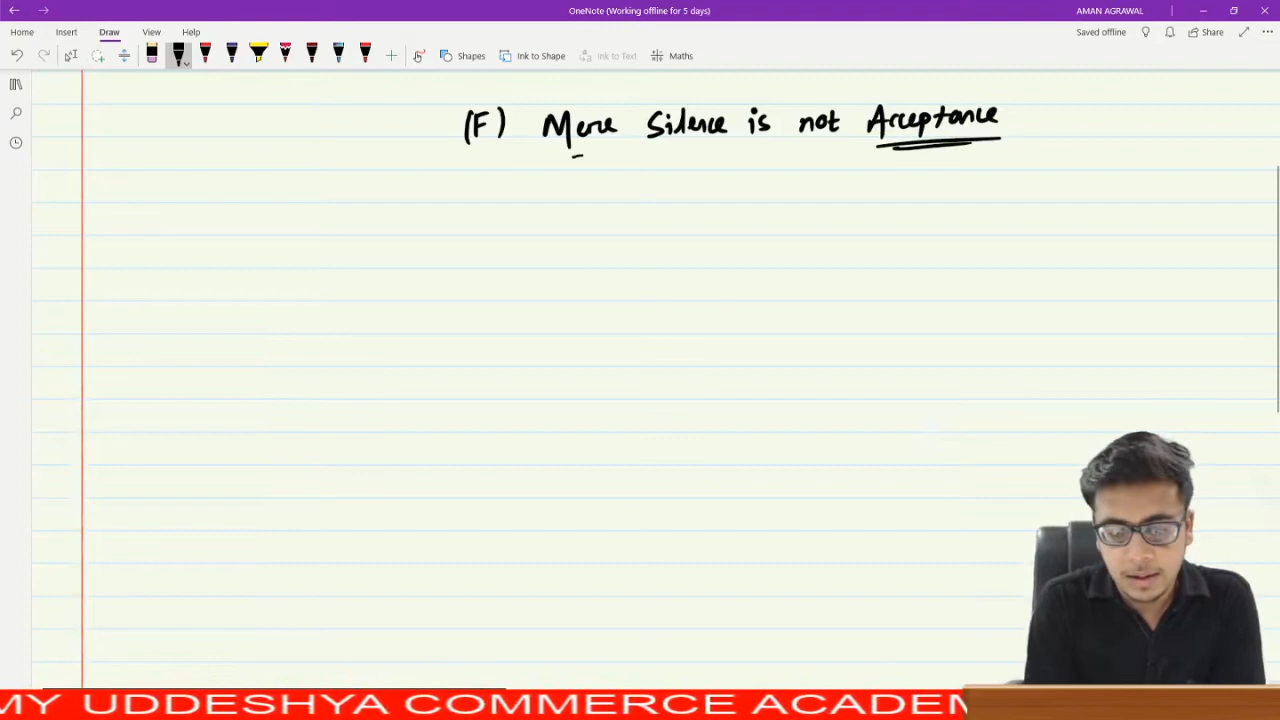 OneNote (Working offline for 5 days)
AMAN AGRAWAL
Home Insert Draw View Help
Saved offline
Share
Shapes
Ink to Shape
Ink to Text
Maths
(F) Mere Silence is not Acceptance
MY UDDESHYA COMMERCE ACADEM